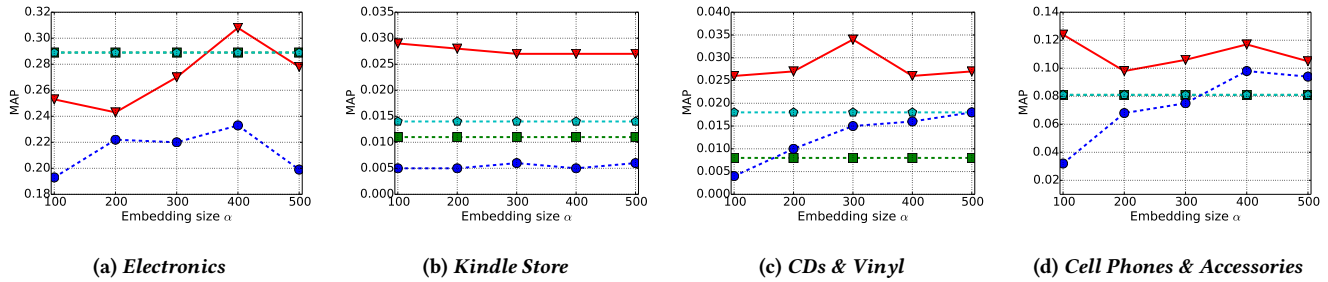 0.32
0.30
0.28
0.26
0.24
0.22
0.20
0.18
MAP
100 200 300 400 500
Embedding size α
(a) Electronics
0.035
0.030
0.025
0.020
0.015
0.010
0.005
0.000
MAP
100 200 300 400 500
Embedding size α
(b) Kindle Store
0.040
0.035
0.030
0.025
0.020
0.015
0.010
0.005
0.000
MAP
100 200 300 400 500
Embedding size α
(c) CDs & Vinyl
0.14
0.12
0.10
0.08
0.06
0.04
0.02
MAP
100 200 300 400 500
Embedding size α
(d) Cell Phones & Accessories